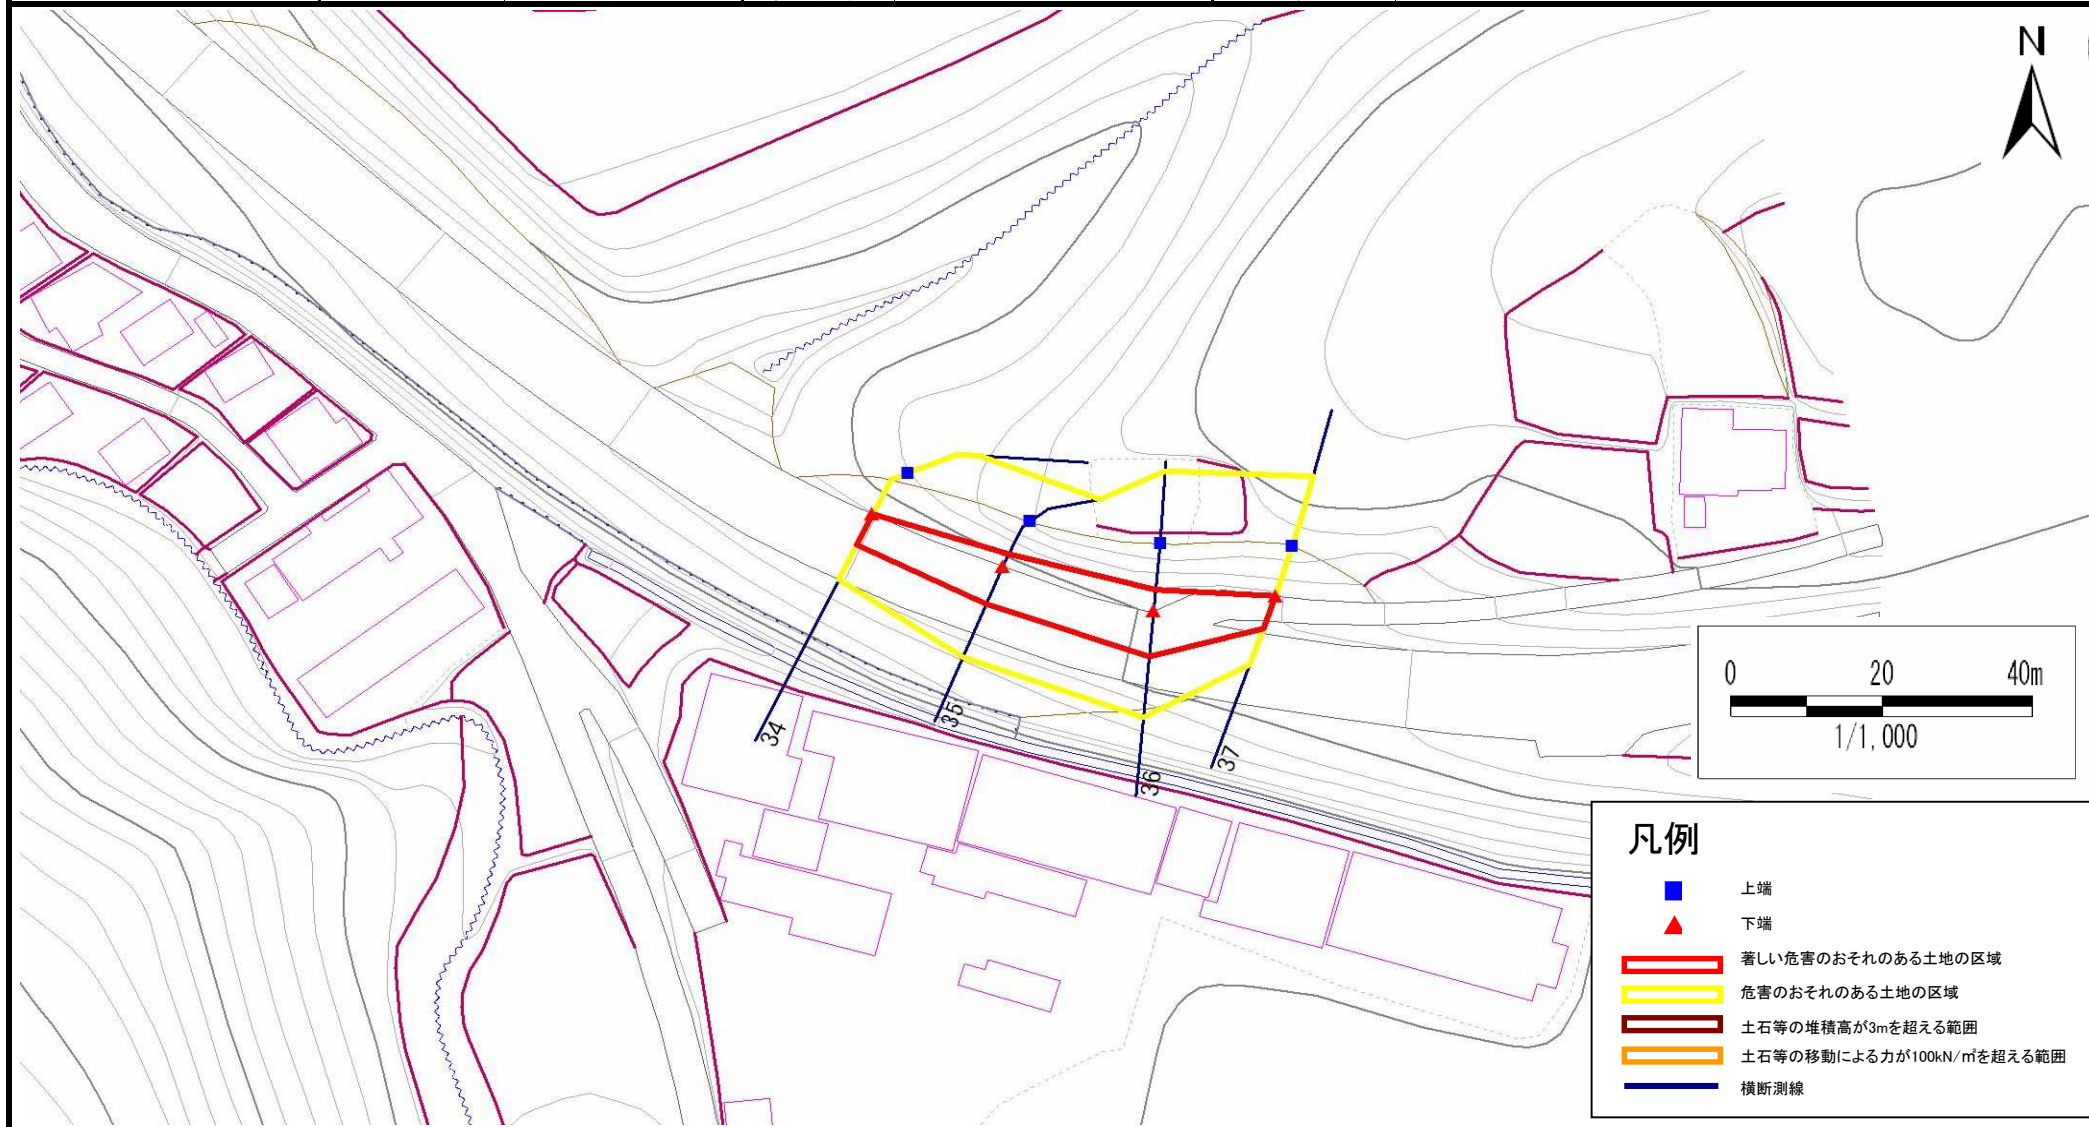 N
34
35
36
37
0 20 40m
1/1,000
凡例
上端
下端
著しい危害のおそれのある土地の区域
危害のおそれのある土地の区域
土石等の堆積高が3mを超える範囲
土石等の移動による力が100kN/㎡を超える範囲
横断測線